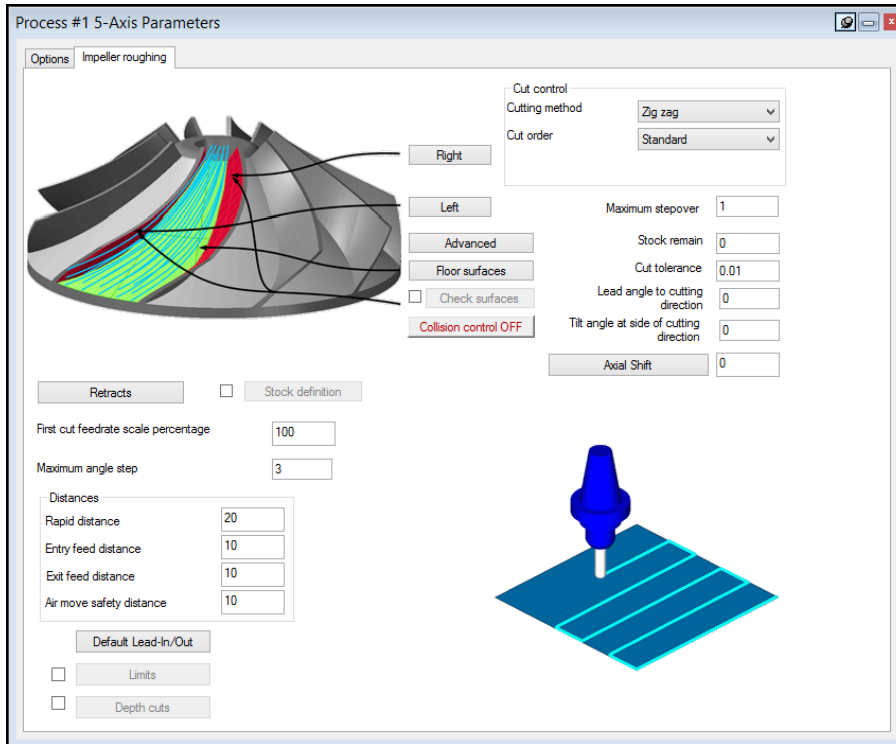 Process #1 5-Axis Parameters
Options
Impeller roughing
Cut control
Cutting method
Zig zag
Cut order
Standard
Right
Left
Advanced
Floor surfaces
Check surfaces
Collision control OFF
Maximum stepover
1
Stock remain
0
Cut tolerance
0.01
Lead angle to cutting
direction
0
Tilt angle at side of cutting
direction
0
Axial Shift
0
Retracts
Stock definition
First cut feedrate scale percentage
100
Maximum angle step
3
Distances
Rapid distance
20
Entry feed distance
10
Exit feed distance
10
Air move safety distance
10
Default Lead-In/Out
Limits
Depth cuts